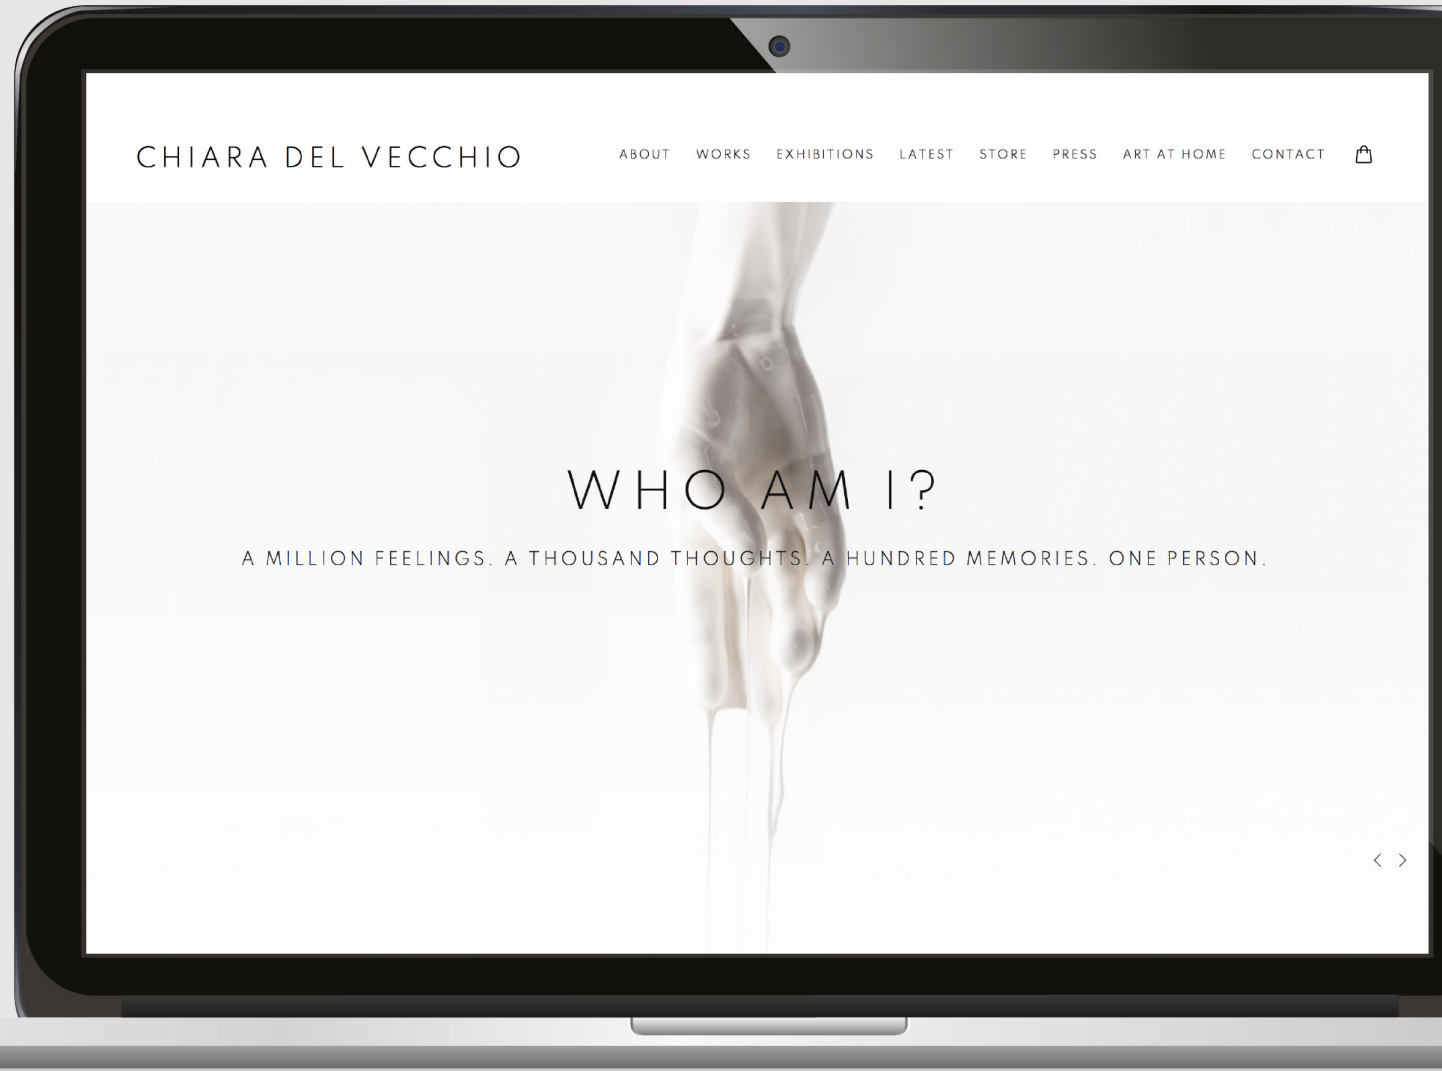 CHIARA DEL VECCHIO
ABOUT WORKS EXHIBITIONS LATEST STORE PRESS ART AT HOME CONTACT
WHO AM I?
A MILLION FEELINGS. A THOUSAND THOUGHTS. A HUNDRED MEMORIES. ONE PERSON.